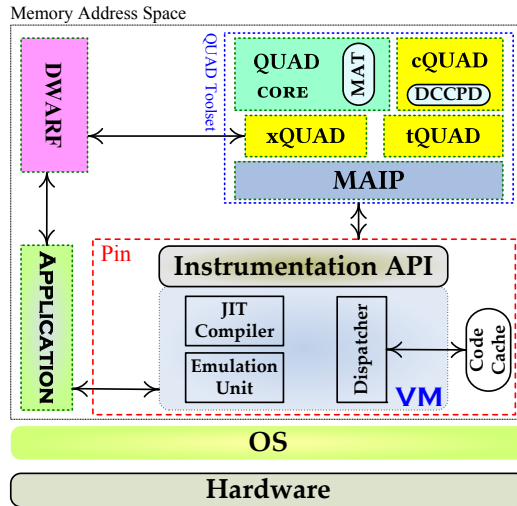 Memory Address Space
DWARF
QUAD Toolset
QUAD
CORE
MAT
cQUAD
DCCPD
xQUAD
tQUAD
MAIP
APPLICATION
Pin
Instrumentation API
JIT
Compiler
Emulation
Unit
Dispatcher
VM
Code
Cache
OS
Hardware